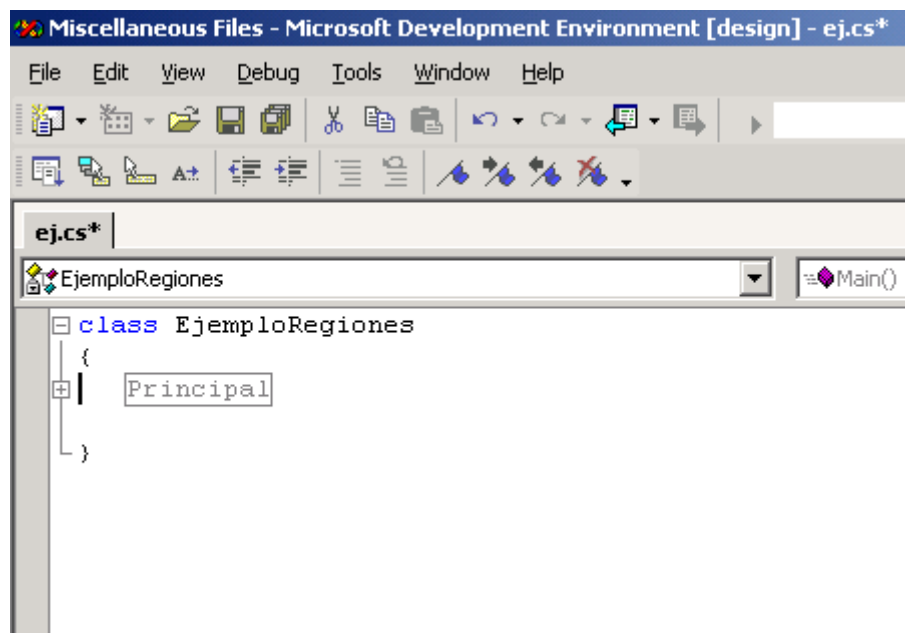 Miscellaneous Files - Microsoft Development Environment [design] - ej.cs*
File Edit View Debug Tools Window Help
A
ej.cs*
EjemploRegiones Main()
class EjemploRegiones
{
Principal
}